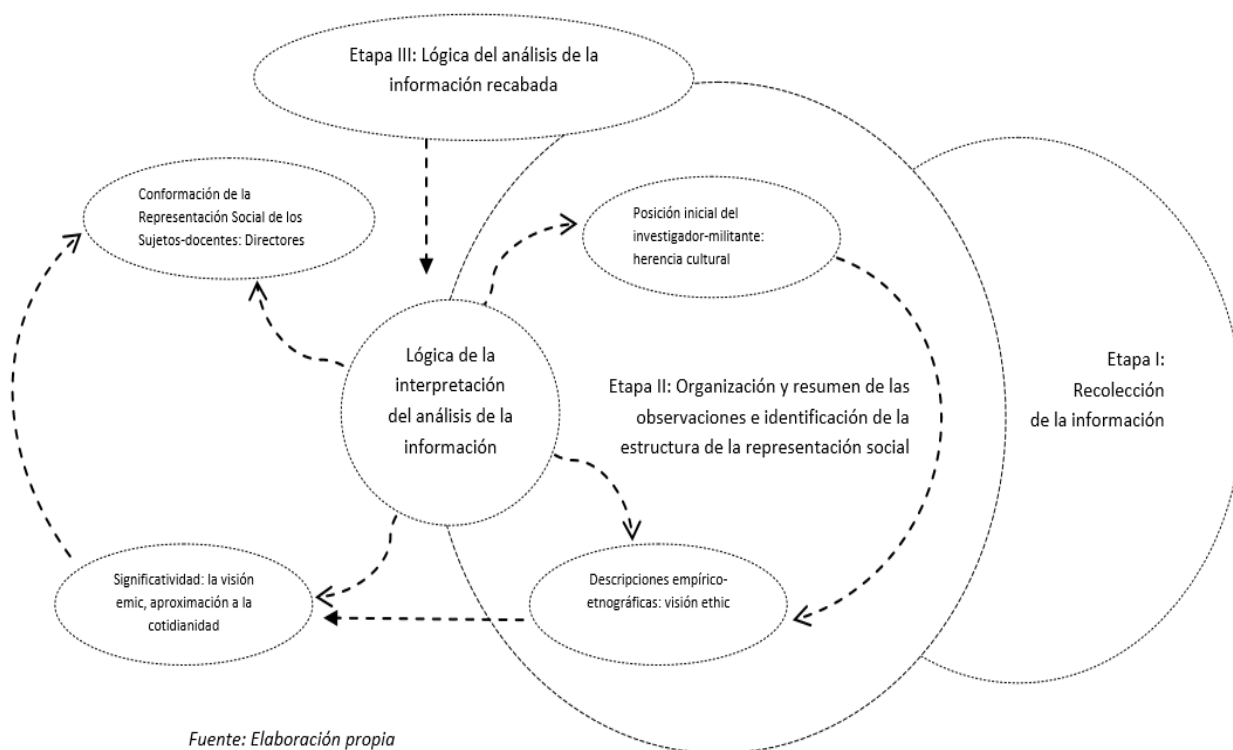 Etapa III: Lógica del análisis de la
información recabada
Conformación de la
Representación Social de los
Sujetos-docentes: Directores
Posición inicial del
investigador-militante:
herencia cultural
Lógica de la
interpretación
del análisis de la
información
Etapa II: Organización y resumen de las
observaciones e identificación de la
estructura de la representación social
Etapa I:
Recolección
de la información
Significatividad: la visión
emic, aproximación a la
cotidianidad
Descripciones empírico-
etnográficas: visión ethic
Fuente: Elaboración propia